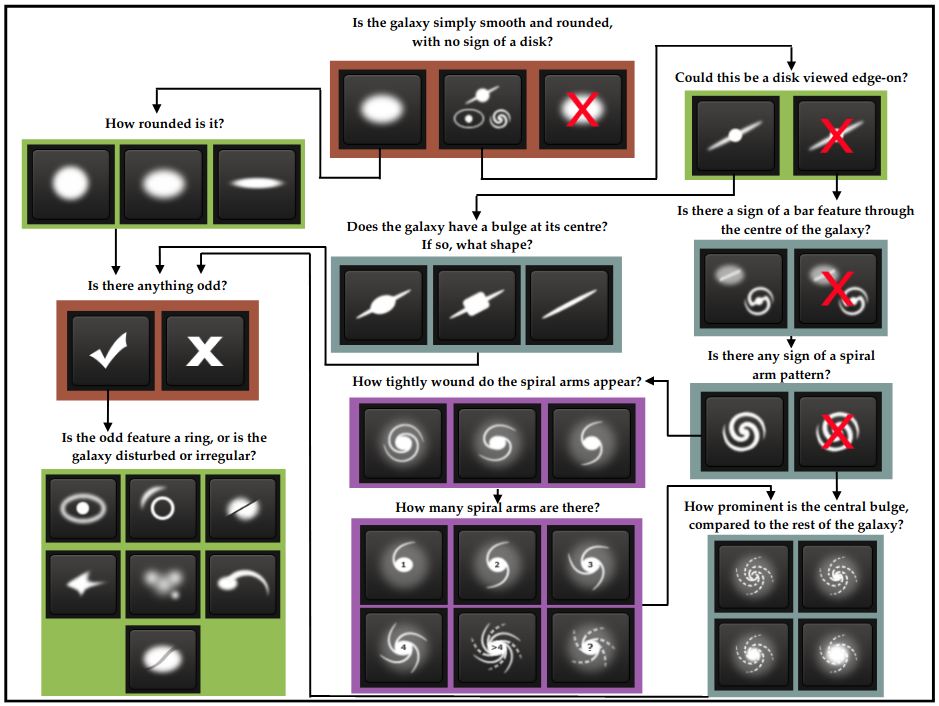 Is the galaxy simply smooth and rounded,
with no sign of a disk?
Could this be a disk viewed edge-on?
How rounded is it?
Is there a sign of a bar feature through
the centre of the galaxy?
Does the galaxy have a bulge at its centre?
If so, what shape?
Is there anything odd?
Is there any sign of a spiral
arm pattern?
How tightly wound do the spiral arms appear?
Is the odd feature a ring, or is the
galaxy disturbed or irregular?
How many spiral arms are there?
How prominent is the central bulge,
compared to the rest of the galaxy?
1
2
3
4
>4
?